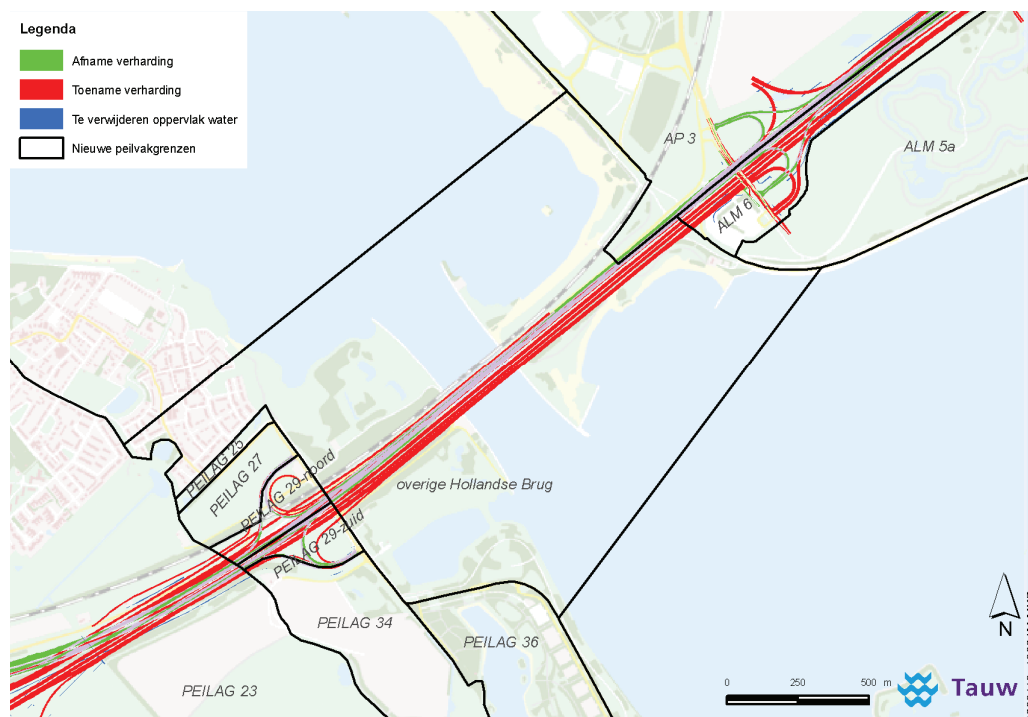 Legenda
Afname verharding
Toename verharding
Te verwijderen oppervlak water
Nieuwe peilvakgrenzen
AP 3
ALM 5a
ALM 6
PEILAG 25
PEILAG 27
PEILAG 29-noord
overige Hollandse Brug
PEILAG 29-zuid
PEILAG 34
PEILAG 36
PEILAG 23
N
0 250 500 m
Tauw